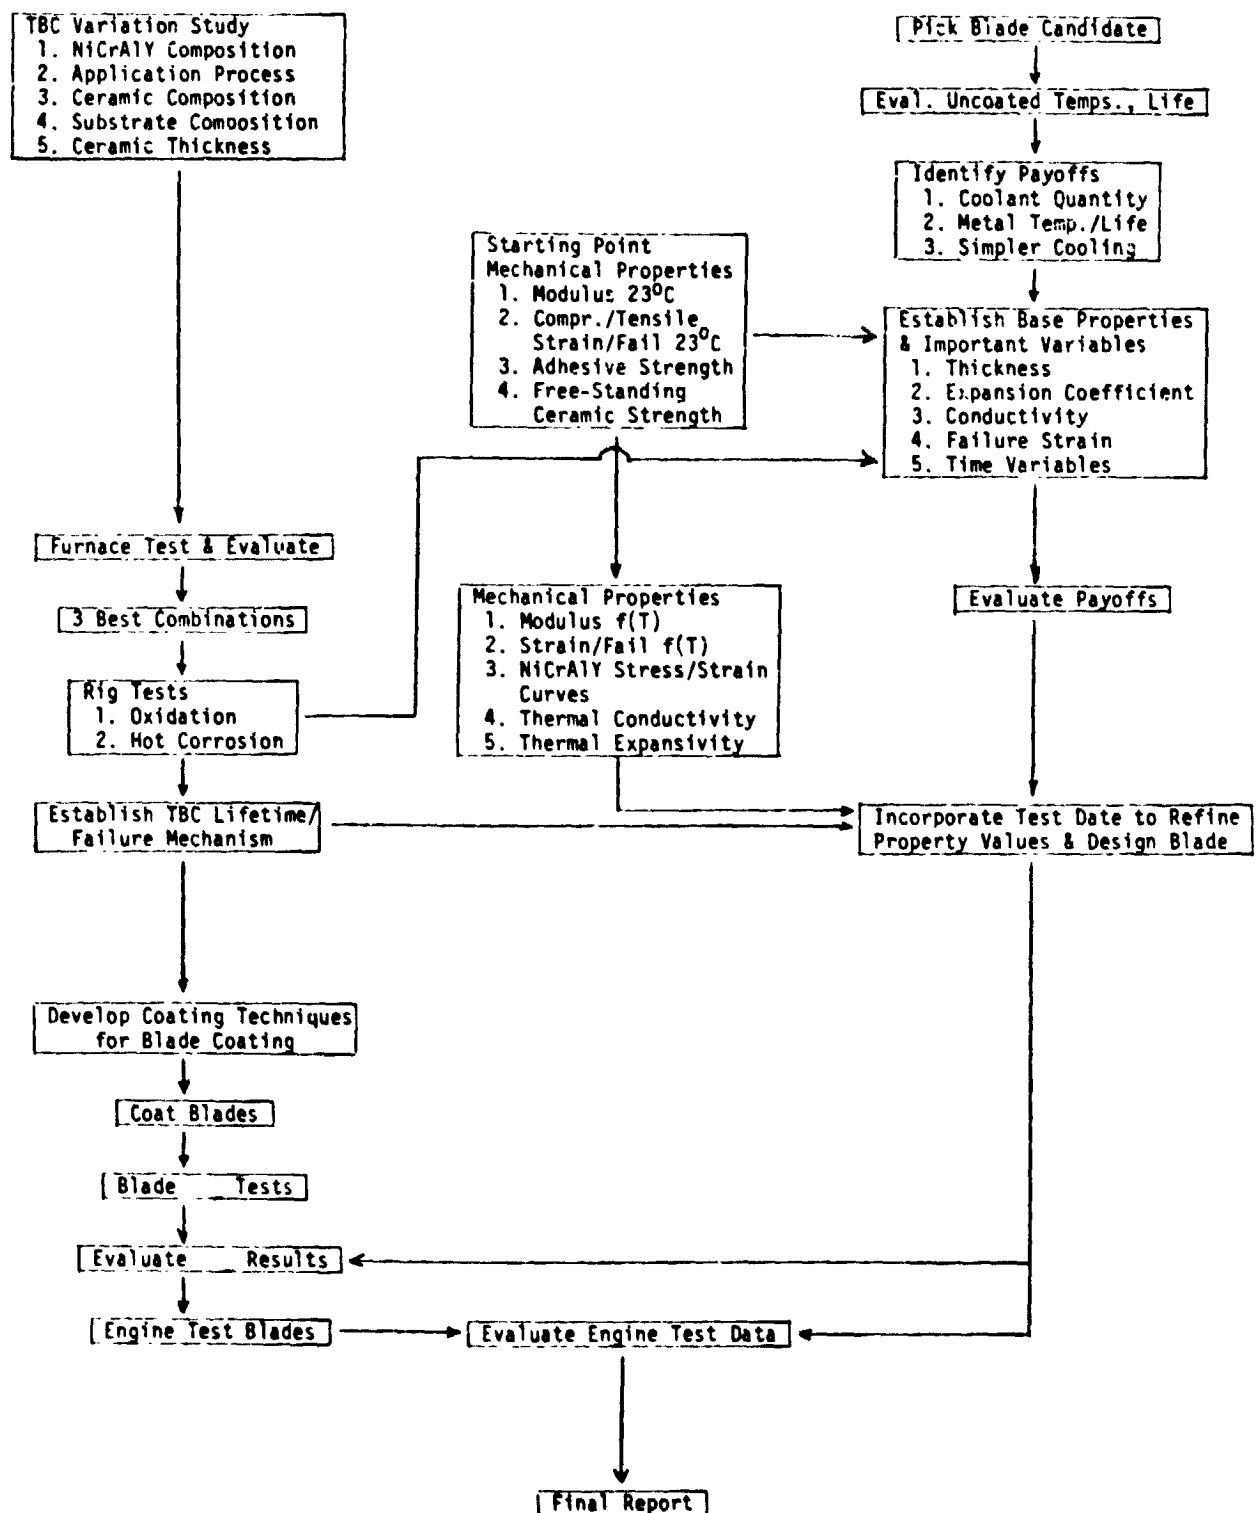 TBC Variation Study
1. NiCrAlY Composition
2. Application Process
3. Ceramic Composition
4. Substrate Comoosition
5. Ceramic Thickness
Furnace Test & Evaluate
3 Best Combinations
Rig Tests
1. Oxidation
2. Hot Corrosion
Establish TBC Lifetime/
Failure Mechanism
Develop Coating Techniques
for Blade Coating
Coat Blades
Blade Tests
Evaluate Results
Engine Test Blades
Starting Point
Mechanical Properties
1. Modulus 23°C
2. Compr./Tensile
Strain/Fail 23°C
3. Adhesive Strength
4. Free-Standing
Ceramic Strength
Mechanical Properties
1. Modulus f(T)
2. Strain/Fail f(T)
3. NiCrAlY Stress/Strain
Curves
4. Thermal Conductivity
5. Thermal Expansivity
Pick Blade Candidate
Eval. Uncoated Temps., Life
Identify Payoffs
1. Coolant Quantity
2. Metal Temp./Life
3. Simpler Cooling
Establish Base Properties
& Important Variables
1. Thickness
2. Expansion Coefficient
3. Conductivity
4. Failure Strain
5. Time Variables
Evaluate Payoffs
Incorporate Test Date to Refine
Property Values & Design Blade
Evaluate Engine Test Data
Final Report